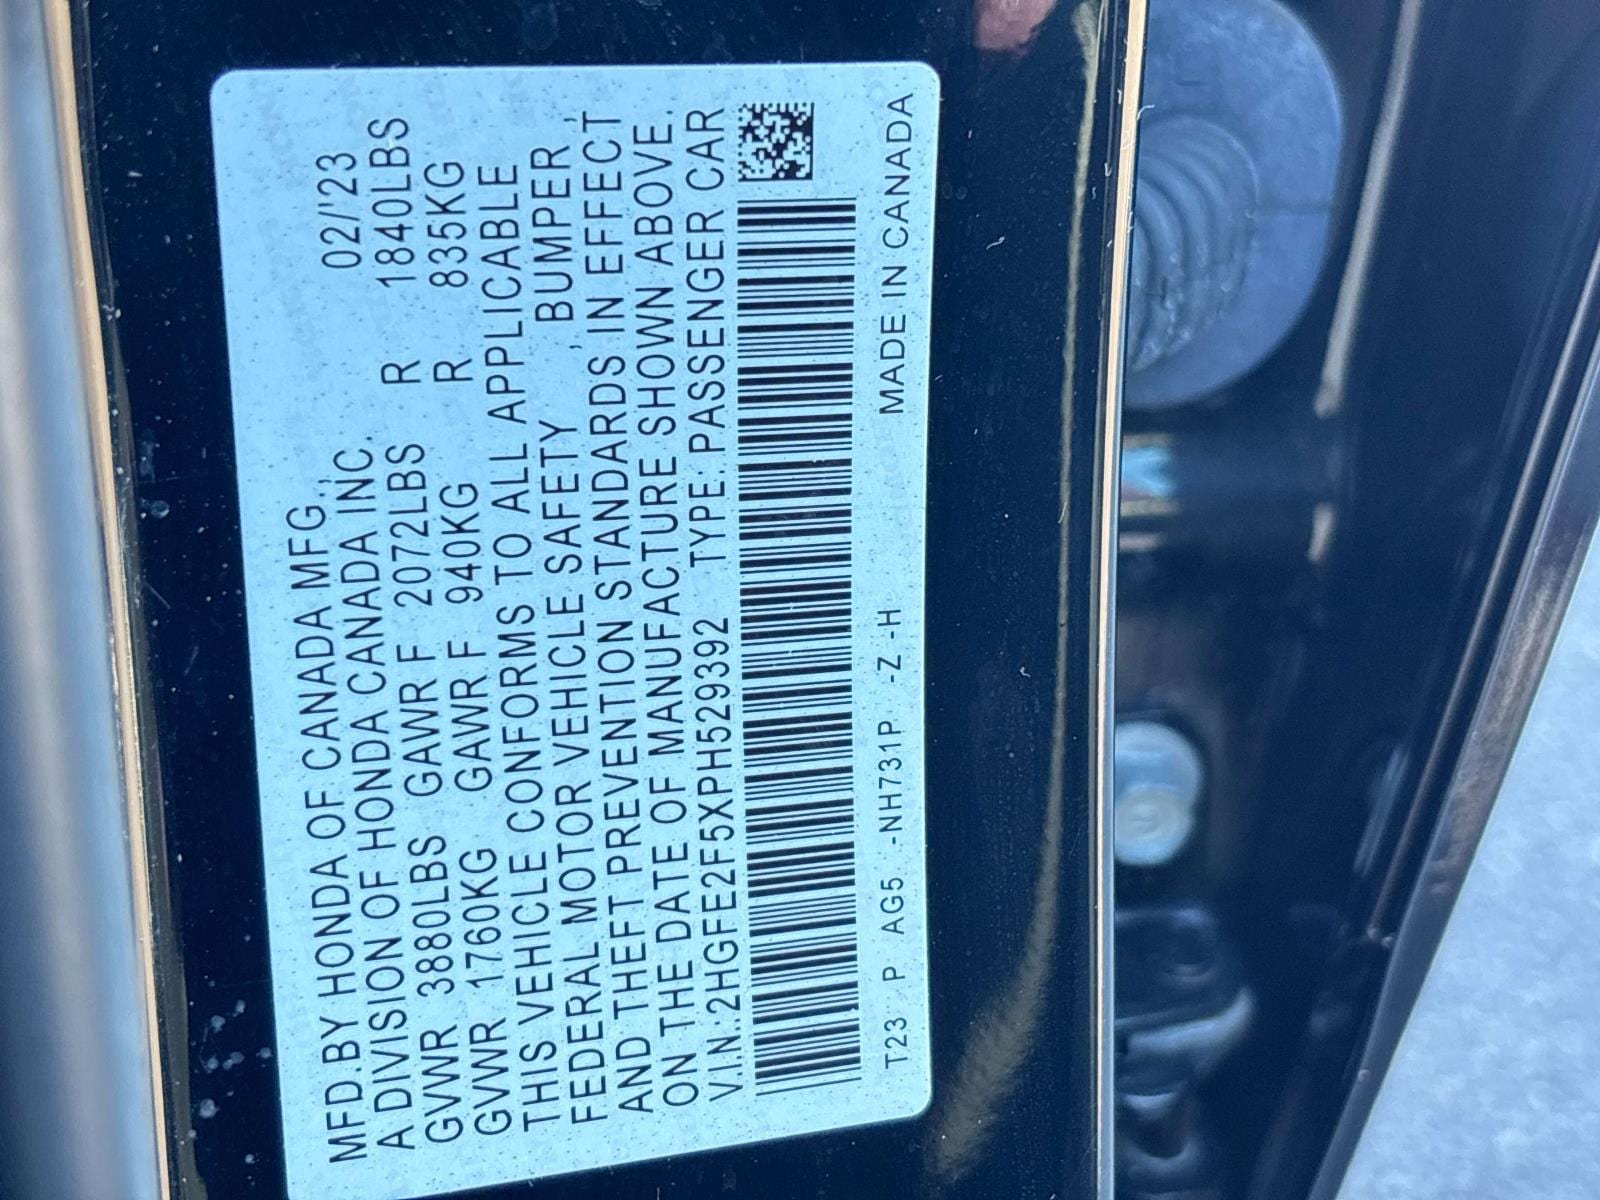 MFD.BY HONDA OF CANADA MFG., 02/'23
A DIVISION OF HONDA CANADA INC.
GVWR 3880LBS GAWR F 2072LBS R 1840LBS
GVWR 1760KG GAWR F 940KG R 835KG
THIS VEHICLE CONFORMS TO ALL APPLICABLE
FEDERAL MOTOR VEHICLE SAFETY , BUMPER ,
AND THEFT PREVENTION STANDARDS IN EFFECT
ON THE DATE OF MANUFACTURE SHOWN ABOVE.
V.I.N.:2HGFE2F5XPH529392 TYPE: PASSENGER CAR
T23 P AG5 -NH731P -Z -H MADE IN CANADA